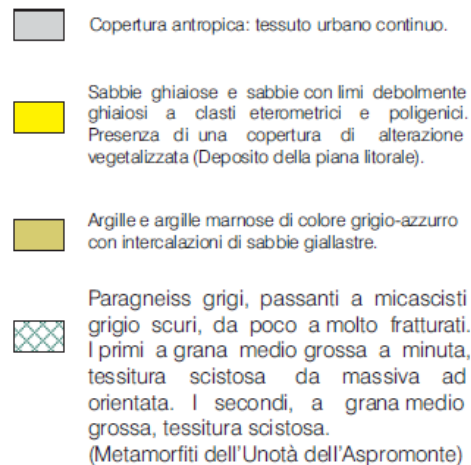 Copertura antropica: tessuto urbano continuo.
Sabbie ghiaiose e sabbie con limi debolmente
ghiaiosi a clasti eterometrici e poligenici.
Presenza di una copertura di alterazione
vegetalizzata (Deposito della piana litorale).
Argille e argille marnose di colore grigio-azzurro
con intercalazioni di sabbie giallastre.
Paragneiss grigi, passanti a micascisti
grigio scuri, da poco a molto fratturati.
I primi a grana medio grossa a minuta,
tessitura scistosa da massiva ad
orientata. I secondi, a grana medio
grossa, tessitura scistosa.
(Metamorfiti dell'Unotà dell'Aspromonte)